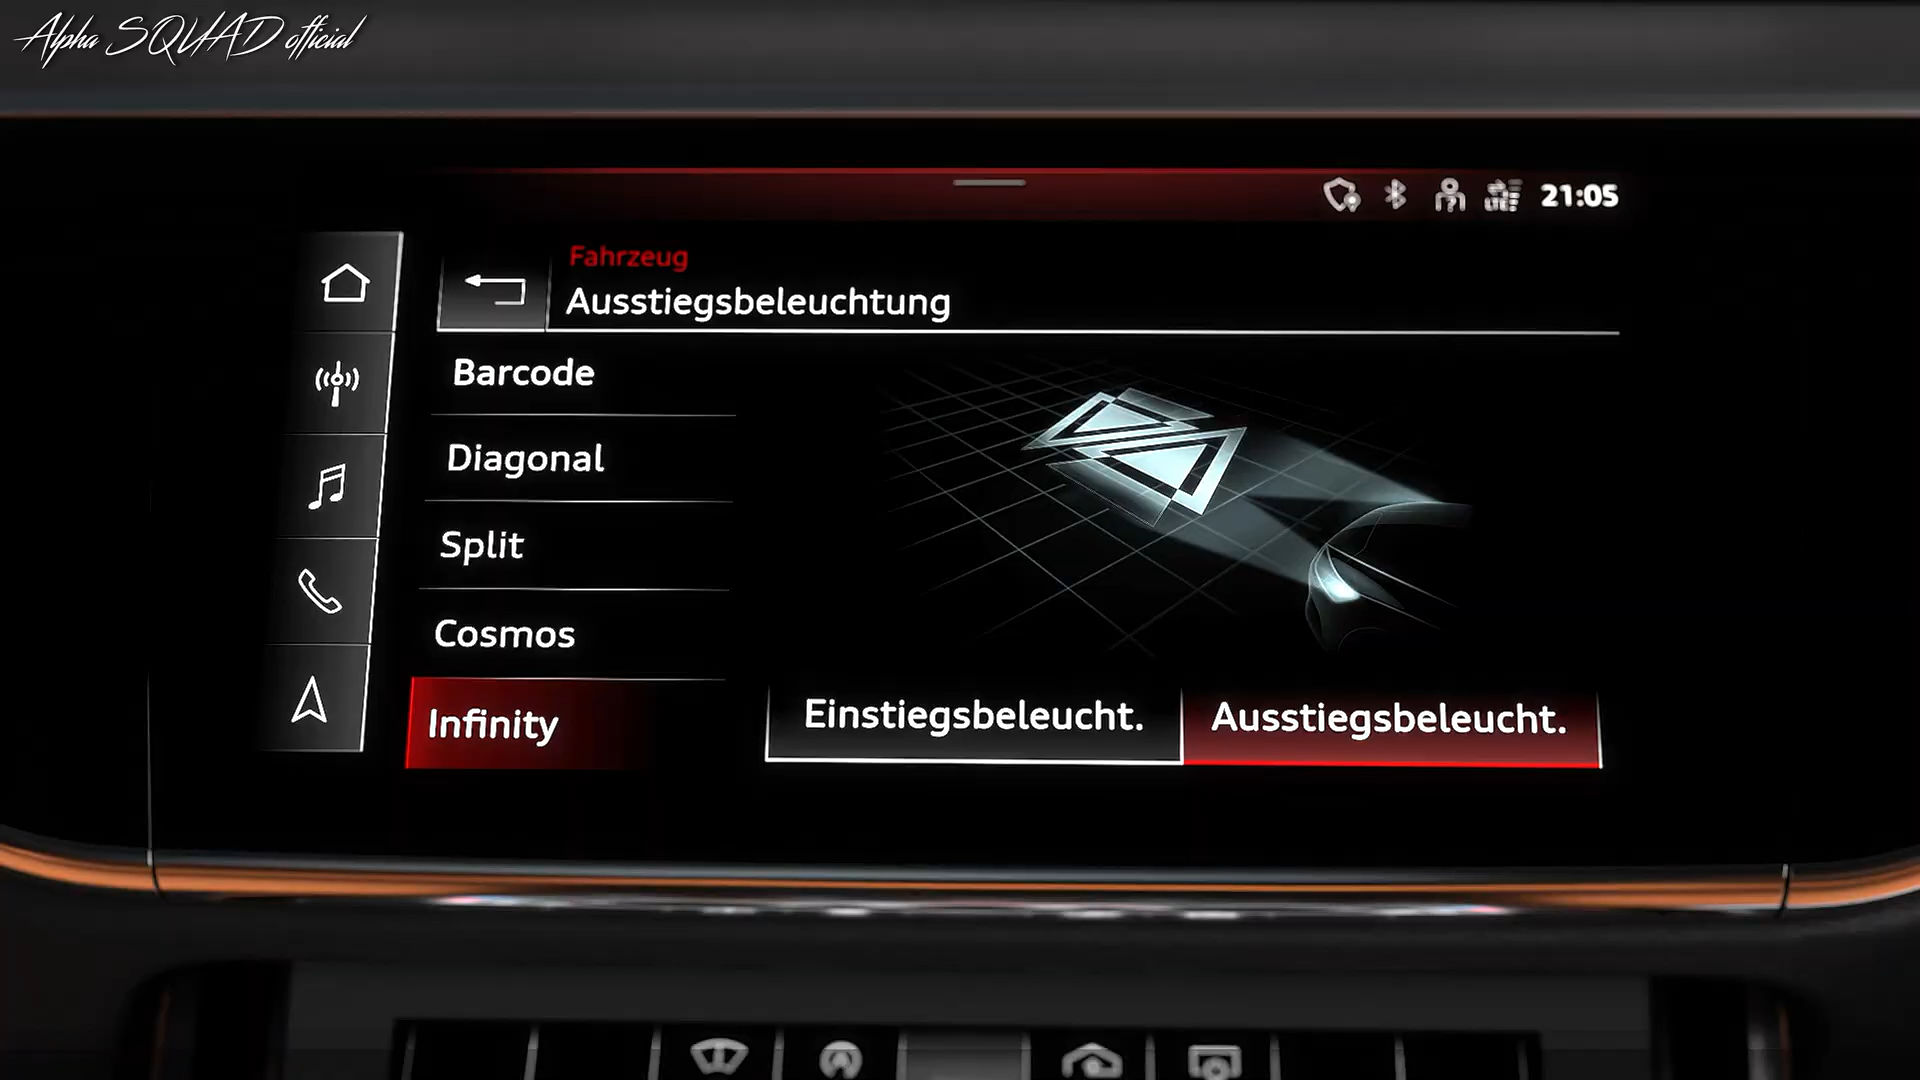 Alpha SQUAD official
21:05
Fahrzeug
Ausstiegsbeleuchtung
Barcode
Diagonal
Split
Cosmos
Infinity
Einstiegsbeleucht.
Ausstiegsbeleucht.